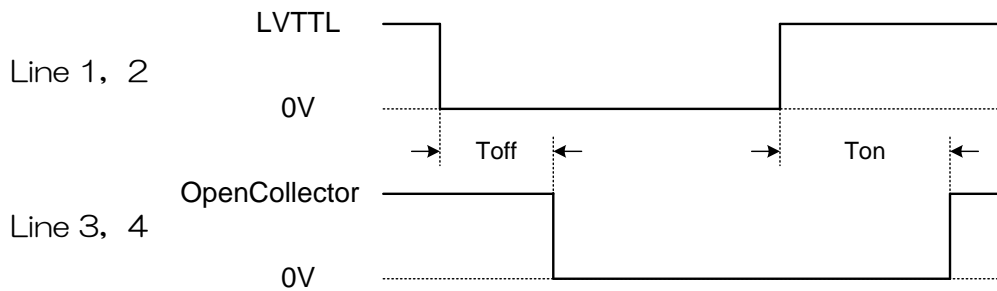 LVTTL
Line 1, 2
0V
Toff
Ton
OpenCollector
Line 3, 4
0V